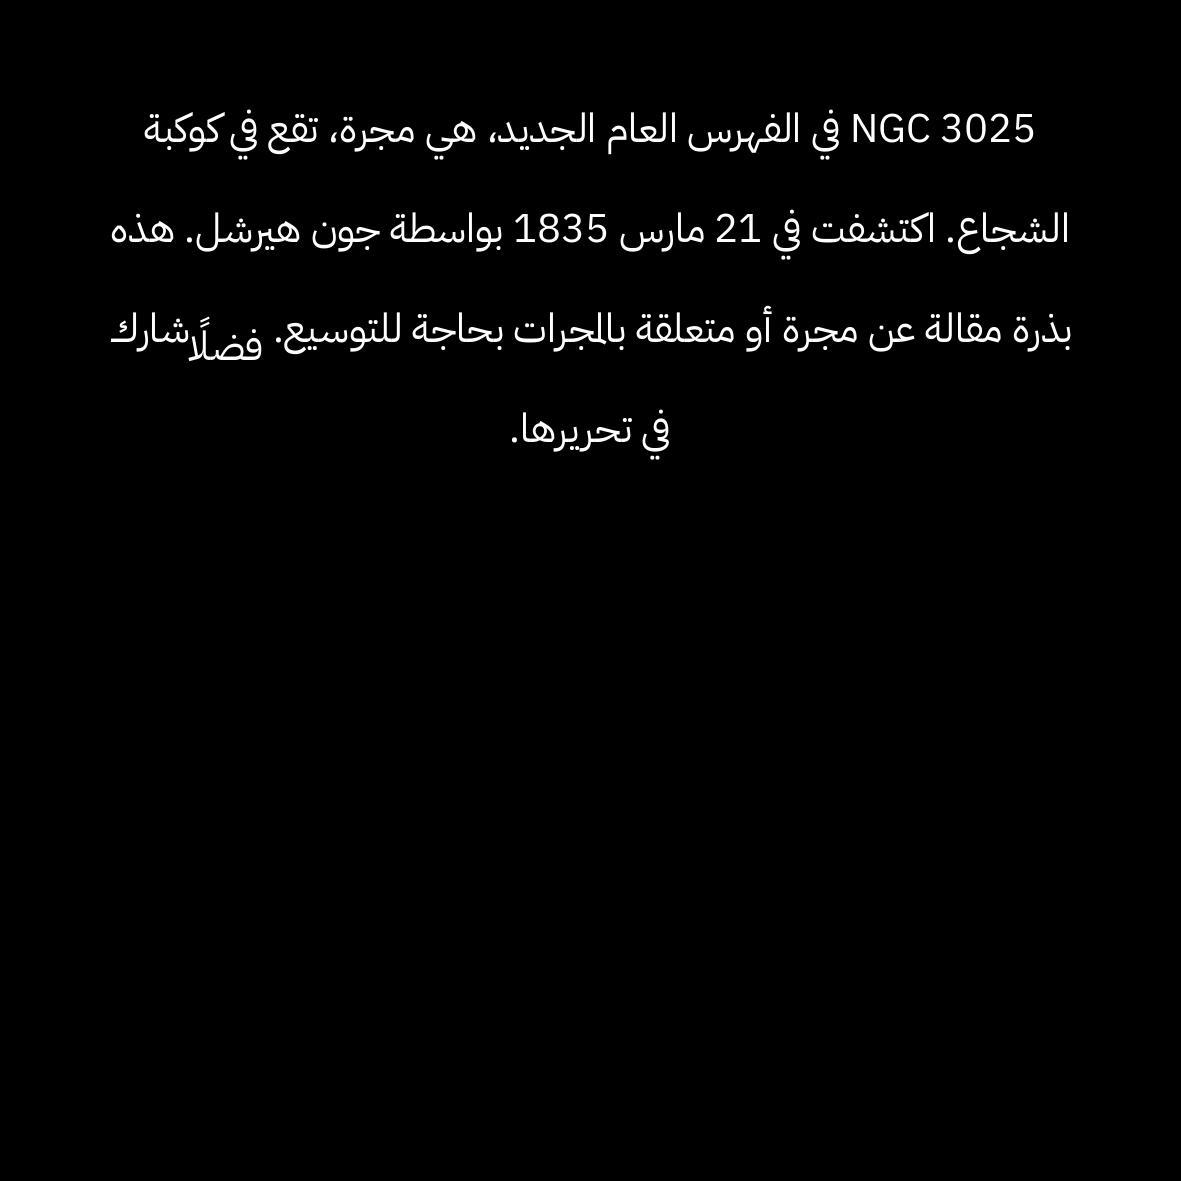 NGC 3025 في الفهرس العام الجديد، هي مجرة، تقع في كوكبة
الشجاع. اكتشفت في 21 مارس 1835 بواسطة جون هيرشل. هذه
بذرة مقالة عن مجرة أو متعلقة بالمجرات بحاجة للتوسيع. فضلًا شارك
في تحريرها.